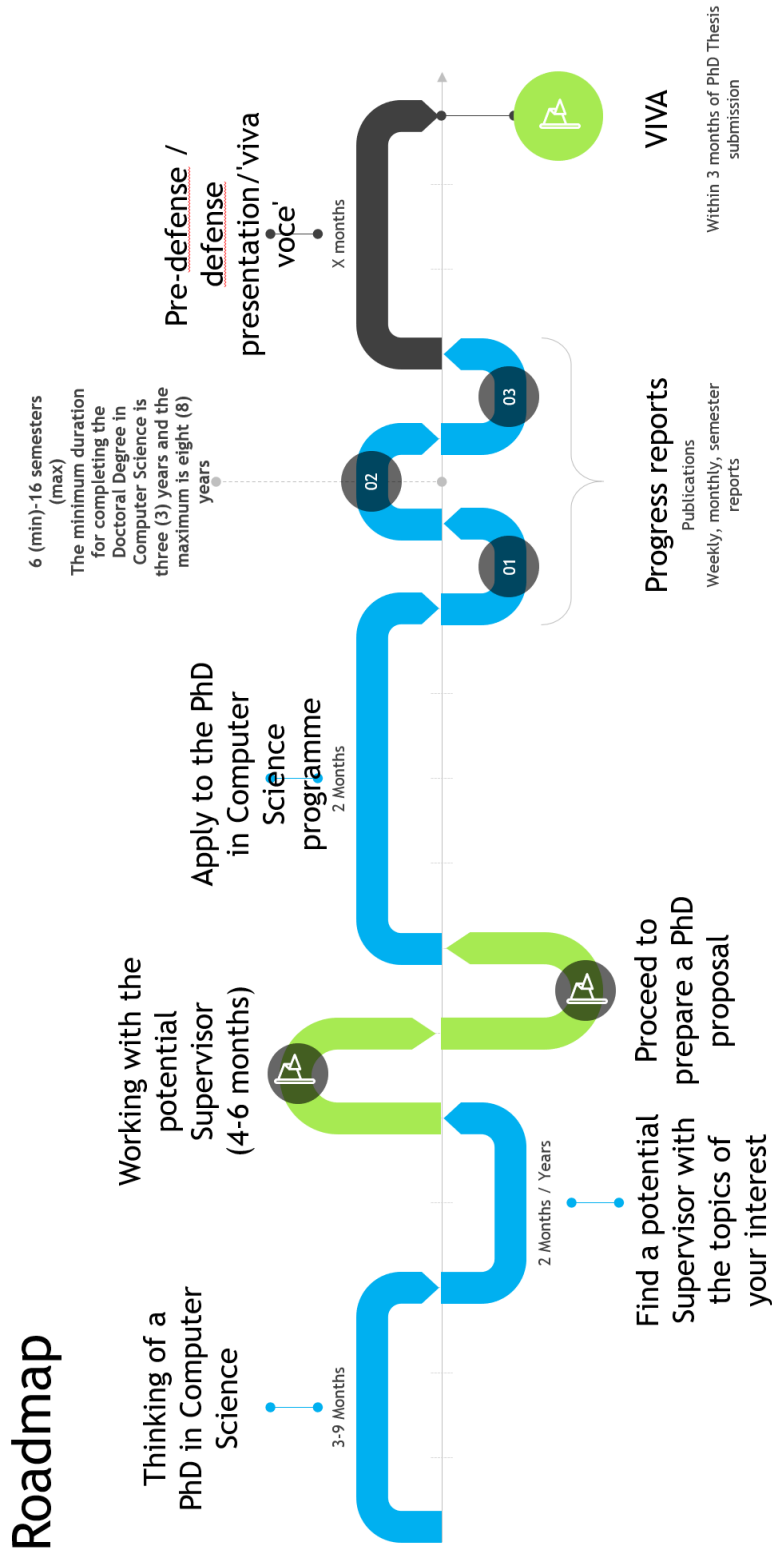 Roadmap
Thinking of a
PhD in Computer
Science
3-9 Months
2 Months / Years
Find a potential
Supervisor with
the topics of
your interest
Working with the
potential
Supervisor
(4-6 months)
Proceed to
prepare a PhD
proposal
Apply to the PhD
in Computer
Science
programme
2 Months
6 (min)-16 semesters
(max)
The minimum duration
for completing the
Doctoral Degree in
Computer Science is
three (3) years and the
maximum is eight (8)
years
01
02
03
Progress reports
Publications
Weekly, monthly, semester
reports
Pre-defense /
defense
presentation/'viva
voce'
X months
VIVA
Within 3 months of PhD Thesis
submission